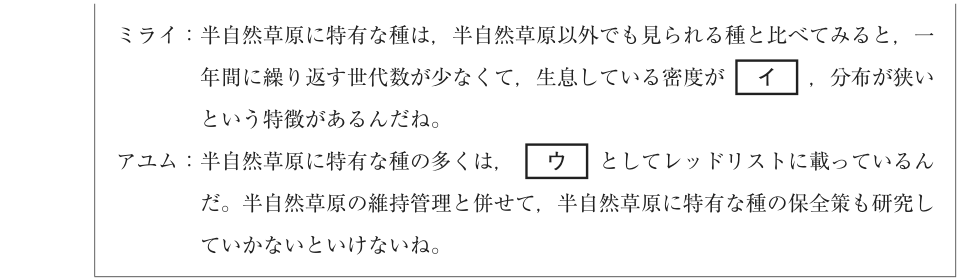 ミライ：半自然草原に特有な種は，半自然草原以外でも見られる種と比べてみると，一
年間に繰り返す世代数が少なくて，生息している密度が イ ，分布が狭い
という特徴があるんだね。
アユム：半自然草原に特有な種の多くは， ウ としてレッドリストに載っているん
だ。半自然草原の維持管理と併せて，半自然草原に特有な種の保全策も研究し
ていかないといけないね。